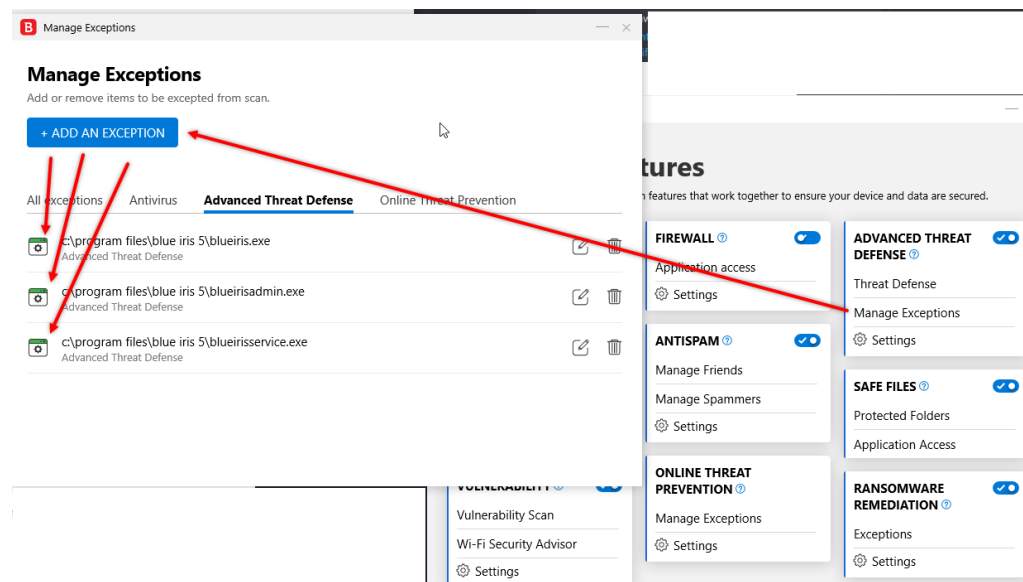 B Manage Exceptions
Manage Exceptions
Add or remove items to be excepted from scan.
+ ADD AN EXCEPTION
All exceptions Antivirus Advanced Threat Defense Online Threat Prevention
c:\program files\blue iris 5\blueiris.exe
Advanced Threat Defense
c:\program files\blue iris 5\blueirisadmin.exe
Advanced Threat Defense
c:\program files\blue iris 5\blueirisservice.exe
Advanced Threat Defense
tures
features that work together to ensure your device and data are secured.
FIREWALL
Application access
Settings
ANTISPAM
Manage Friends
Manage Spammers
Settings
ONLINE THREAT
PREVENTION
Manage Exceptions
Settings
ADVANCED THREAT
DEFENSE
Threat Defense
Manage Exceptions
Settings
SAFE FILES
Protected Folders
Application Access
RANSOMWARE
REMEDIATION
Exceptions
Settings
VULNERABILITY
Vulnerability Scan
Wi-Fi Security Advisor
Settings